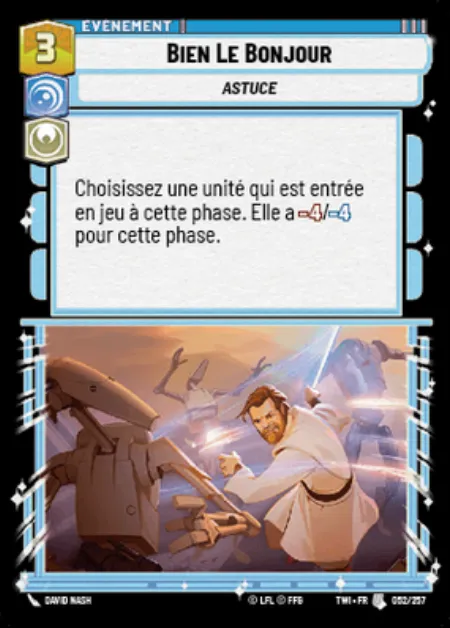 ÉVÉNEMENT
3
BIEN LE BONJOUR
ASTUCE
Choisissez une unité qui est entrée
en jeu à cette phase. Elle a -4/-4
pour cette phase.
DAVID NASH
© LFL © FFG
TWI • FR
052/257